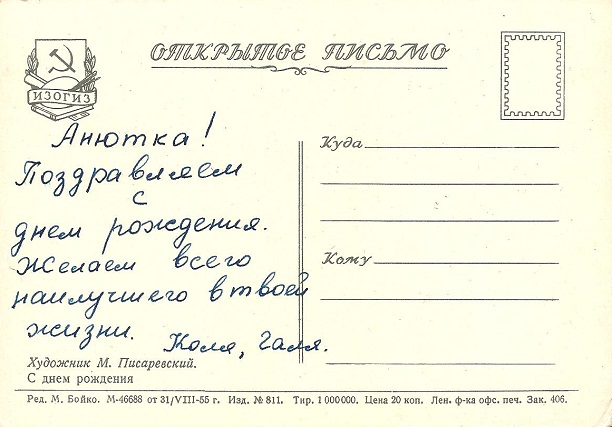 ОТКРЫТОЕ ПИСЬМО
ИЗОГИЗ
Анютка!
Поздравляем
с
днем рождения.
Желаем всего
наилучшего в твоей
жизни.
Коля, Галя.
Куда
Кому
Художник М. Писаревский.
С днем рождения
Ред. М. Бойко. М-46688 от 31/VIII-55 г. Изд. № 811. Тир. 1 000 000. Цена 20 коп. Лен. ф-ка офс. печ. Зак. 406.